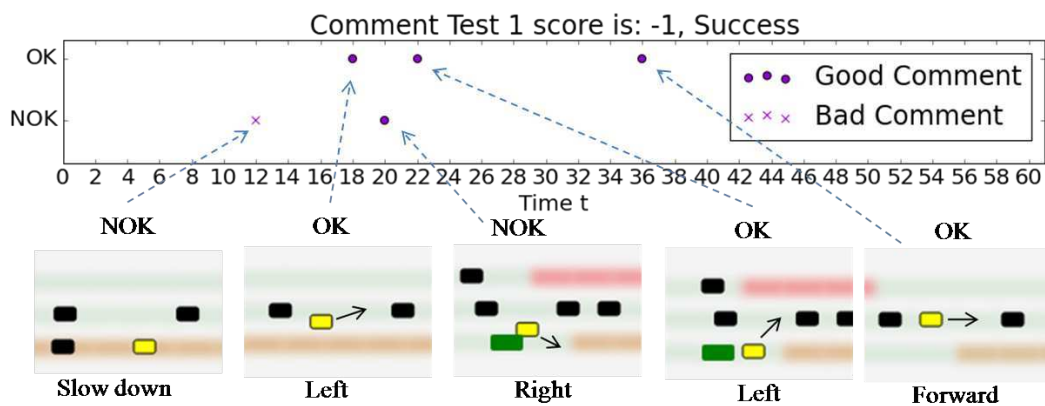 Comment Test 1 score is: -1, Success
OK
NOK
Good Comment
Bad Comment
0 2 4 6 8 10 12 14 16 18 20 22 24 26 28 30 32 34 36 38 40 42 44 46 48 50 52 54 56 58 60
Time t
NOK OK NOK OK OK
Slow down Left Right Left Forward